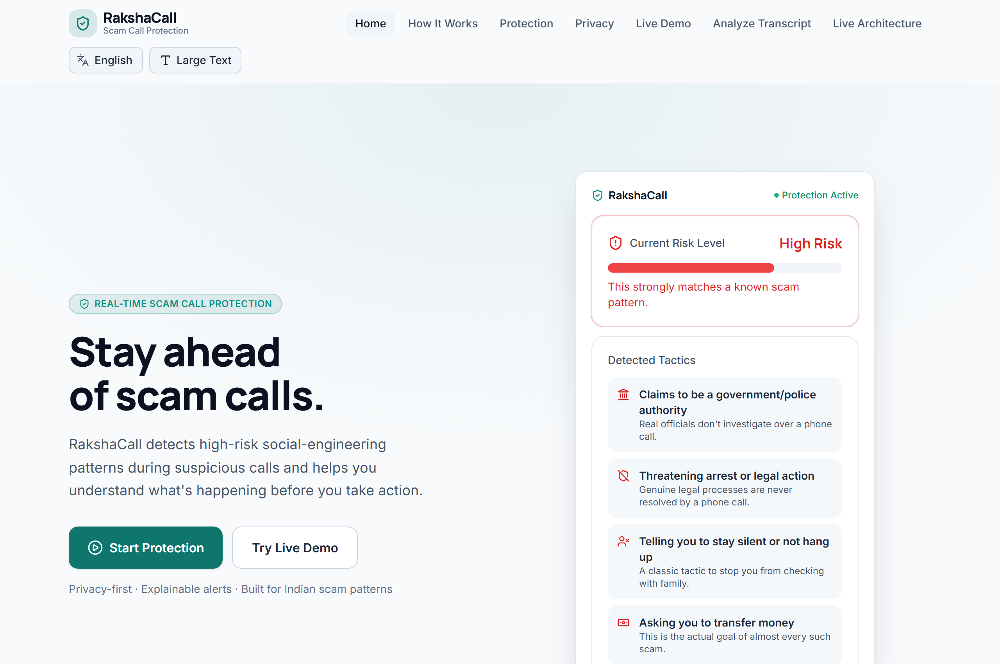 RakshaCall
Scam Call Protection
Home
How It Works
Protection
Privacy
Live Demo
Analyze Transcript
Live Architecture
English
Large Text
REAL-TIME SCAM CALL PROTECTION
Stay ahead
of scam calls.
RakshaCall detects high-risk social-engineering
patterns during suspicious calls and helps you
understand what's happening before you take action.
Start Protection
Try Live Demo
Privacy-first · Explainable alerts · Built for Indian scam patterns
RakshaCall
Protection Active
Current Risk Level
High Risk
This strongly matches a known scam
pattern.
Detected Tactics
Claims to be a government/police
authority
Real officials don't investigate over a phone
call.
Threatening arrest or legal action
Genuine legal processes are never
resolved by a phone call.
Telling you to stay silent or not hang
up
A classic tactic to stop you from checking
with family.
Asking you to transfer money
This is the actual goal of almost every such
scam.